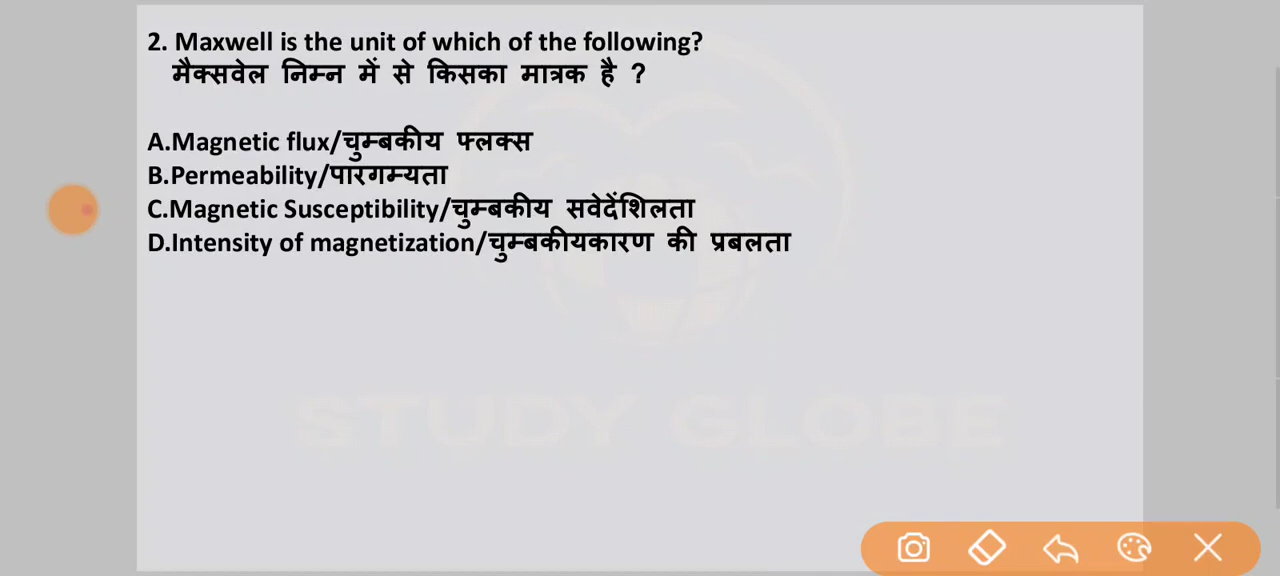 2. Maxwell is the unit of which of the following?
मैक्सवेल निम्न में से किसका मात्रक है ?
A.Magnetic flux/चुम्बकीय फ्लक्स
B.Permeability/पारगम्यता
C.Magnetic Susceptibility/चुम्बकीय सवेदेंशिलता
D.Intensity of magnetization/चुम्बकीयकारण की प्रबलता
STUDY GLOBE